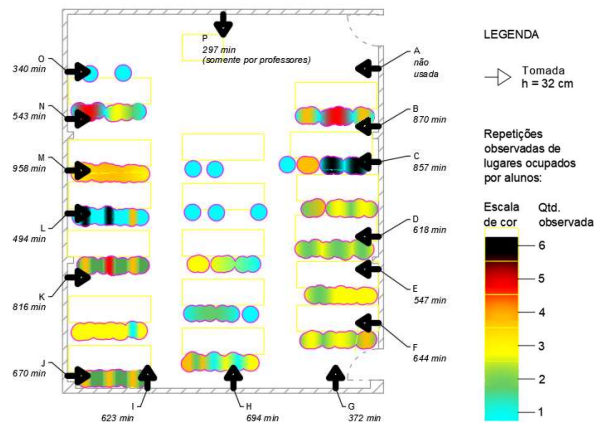 P
297 min
(somente por professores)
O
340 min
N
543 min
M
958 min
L
494 min
K
816 min
J
670 min
I
623 min
H
694 min
G
372 min
A
não
usada
B
870 min
C
857 min
D
618 min
E
547 min
F
644 min
LEGENDA
Tomada
h = 32 cm
Repetições
observadas de
lugares ocupados
por alunos:
Escala Qtd.
de cor observada
6
5
4
3
2
1